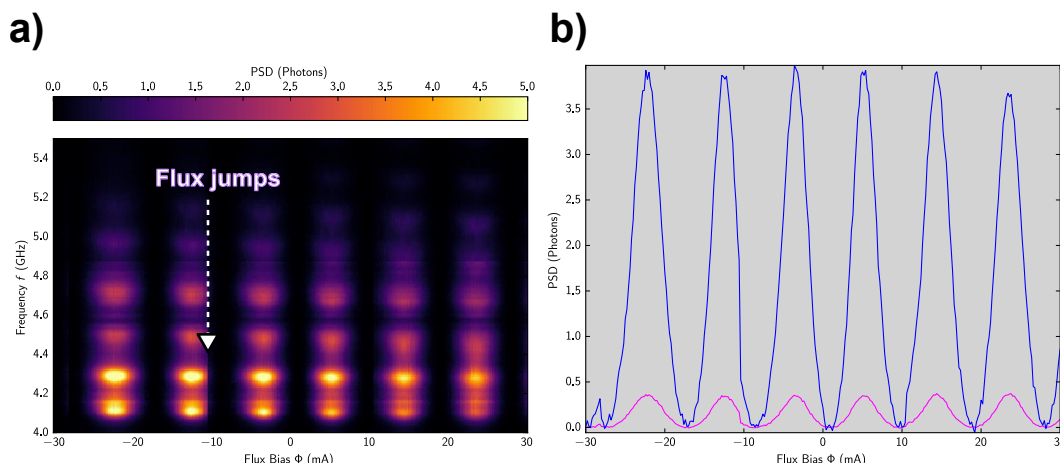 a)
PSD (Photons)
0.0 0.5 1.0 1.5 2.0 2.5 3.0 3.5 4.0 4.5 5.0
Flux jumps
Frequency f (GHz)
5.4
5.2
5.0
4.8
4.6
4.4
4.2
4.0
−30 −20 −10 0 10 20 30
Flux Bias Φ (mA)
b)
PSD (Photons)
3.5
3.0
2.5
2.0
1.5
1.0
0.5
0.0
−30 −20 −10 0 10 20 30
Flux Bias Φ (mA)